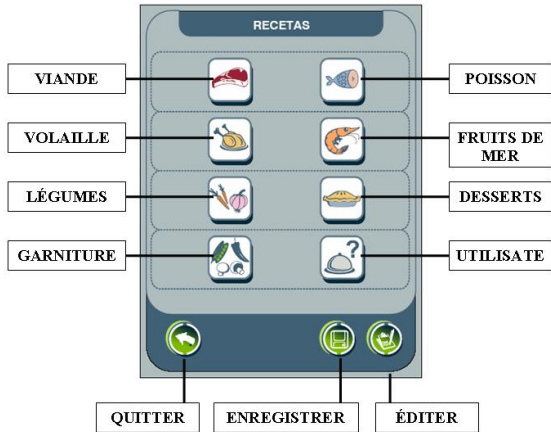 RECETAS
VIANDE
POISSON
VOLAILLE
FRUITS DE
MER
LÉGUMES
DESSERTS
GARNITURE
UTILISATE
?
QUITTER
ENREGISTRER
ÉDITER